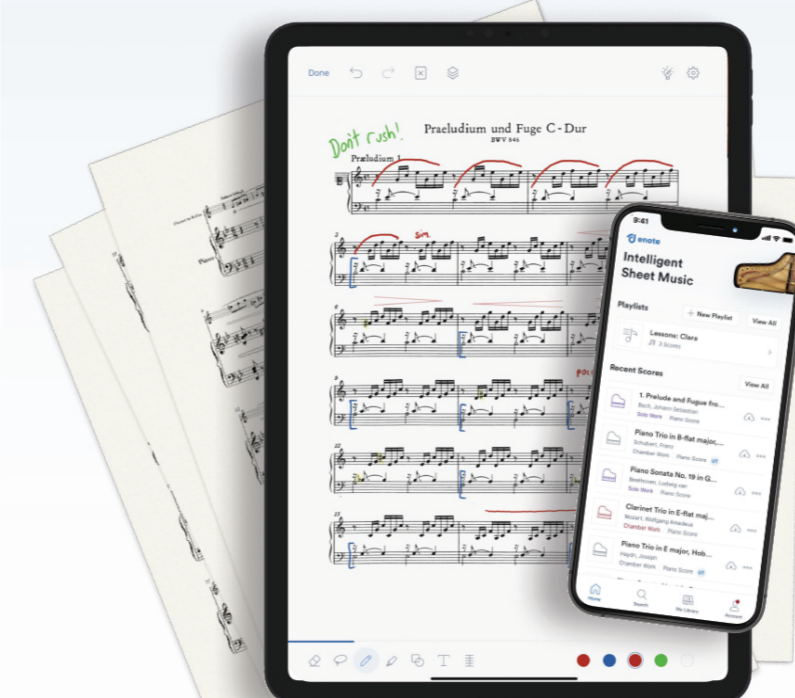 Done
Don't rush!
Praeludium und Fuge C-Dur
BWV 846
Præludium 1
sim.
Piano
9:41
enote
Intelligent
Sheet Music
Playlists
+ New Playlist
View All
Lessons: Clara
3 Scores
Recent Scores
View All
1. Prelude and Fugue fro...
Bach, Johann Sebastian
Solo Work Piano Score
Piano Trio in B-flat major,...
Schubert, Franz
Chamber Work Piano Score
Piano Sonata No. 19 in G...
Beethoven, Ludwig van
Solo Work Piano Score
Clarinet Trio in E-flat maj...
Mozart, Wolfgang Amadeus
Chamber Work Piano Score
Piano Trio in E major, Hob...
Haydn, Joseph
Chamber Work Piano Score
Home
Search
My Library
Account
T